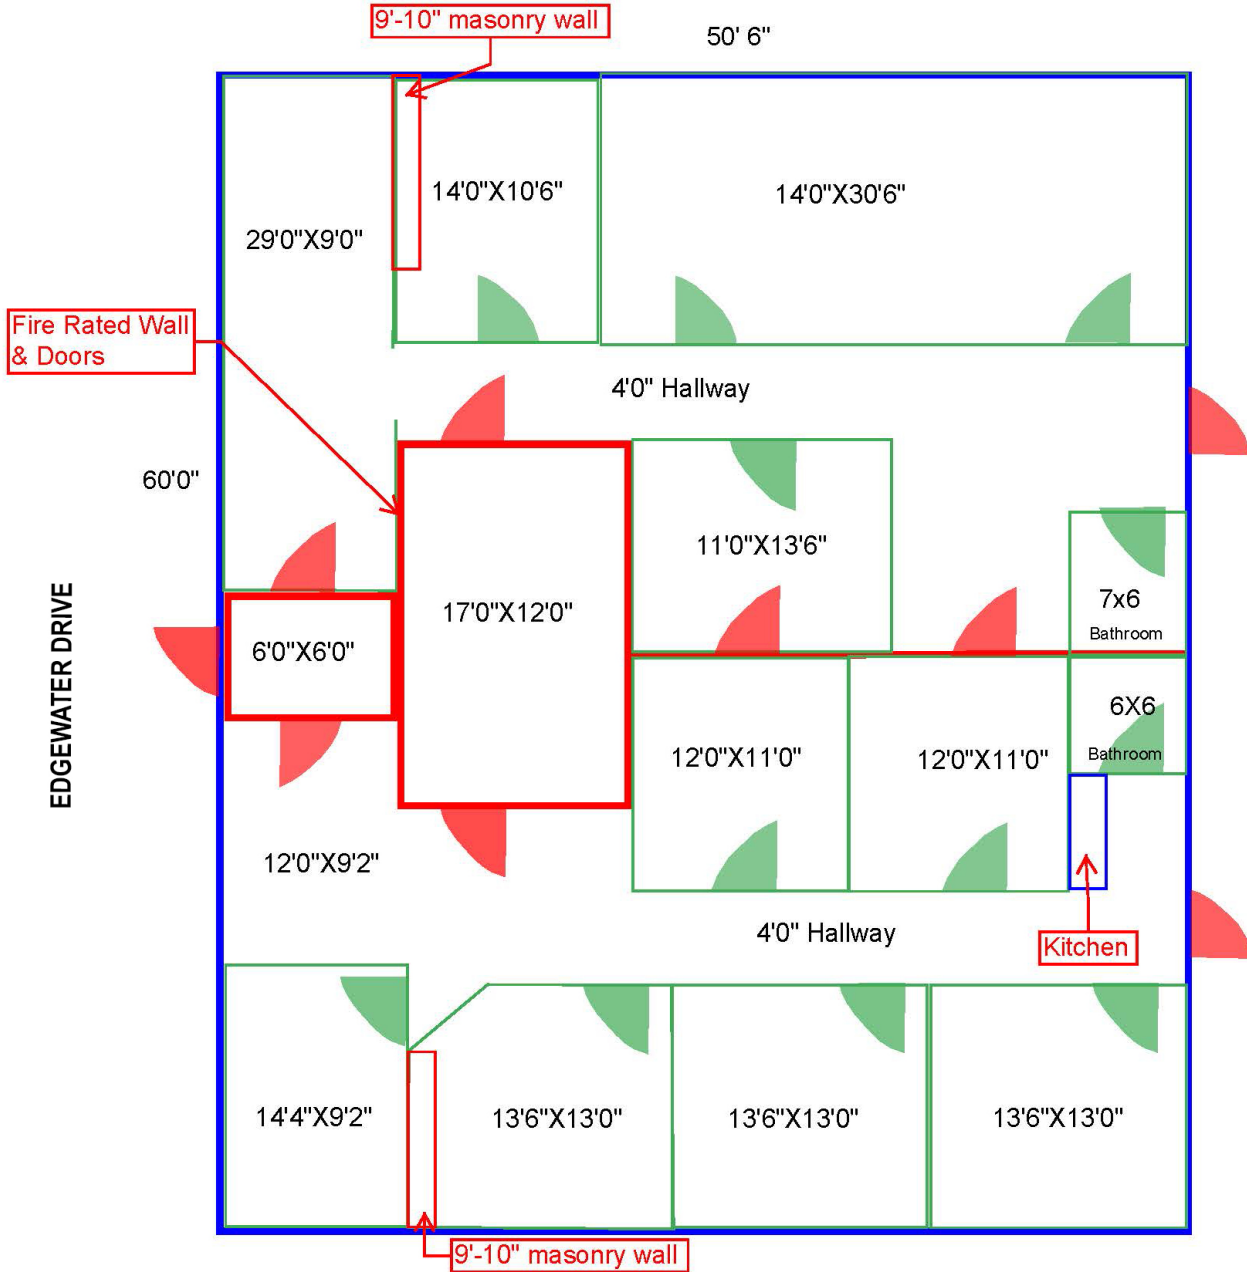 9'-10" masonry wall
50' 6"
14'0"X10'6"
14'0"X30'6"
29'0"X9'0"
Fire Rated Wall
& Doors
4'0" Hallway
60'0"
11'0"X13'6"
7x6
Bathroom
17'0"X12'0"
6'0"X6'0"
EDGEWATER DRIVE
6X6
Bathroom
12'0"X11'0"
12'0"X11'0"
12'0"X9'2"
4'0" Hallway
Kitchen
14'4"X9'2"
13'6"X13'0"
13'6"X13'0"
13'6"X13'0"
9'-10" masonry wall